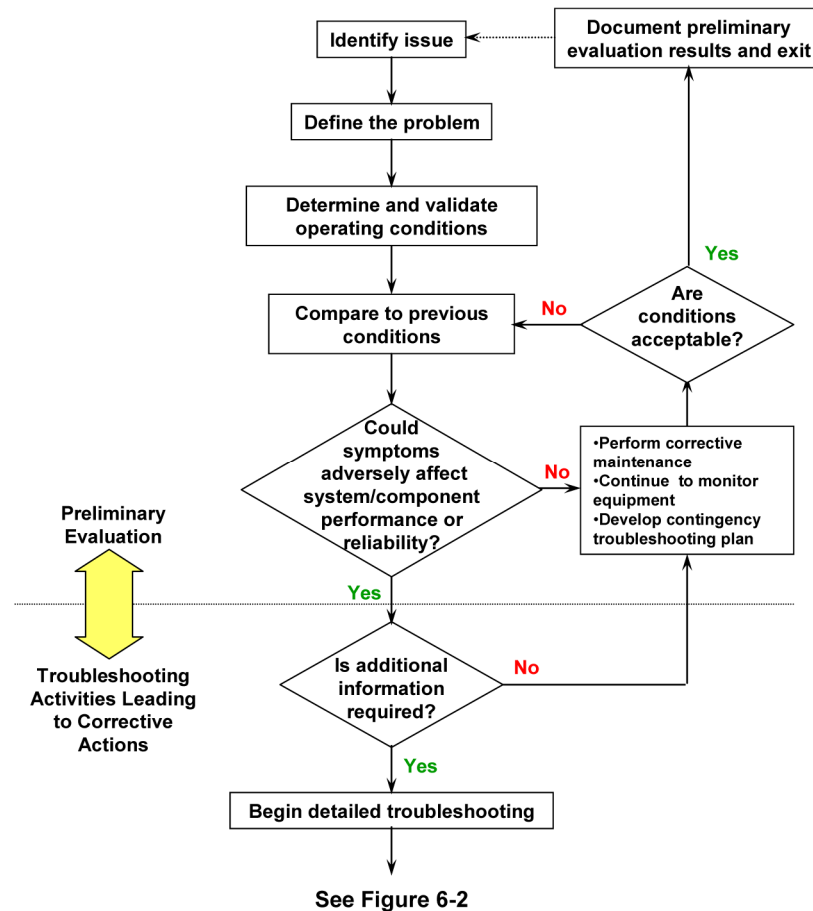 Identify issue
Document preliminary
evaluation results and exit
Define the problem
Determine and validate
operating conditions
Yes
Compare to previous
conditions
No
Are
conditions
acceptable?
Could
symptoms
adversely affect
system/component
performance or
reliability?
No
•Perform corrective
maintenance
•Continue to monitor
equipment
•Develop contingency
troubleshooting plan
Preliminary
Evaluation
Yes
Troubleshooting
Activities Leading
to Corrective
Actions
Is additional
information
required?
No
Yes
Begin detailed troubleshooting
See Figure 6-2